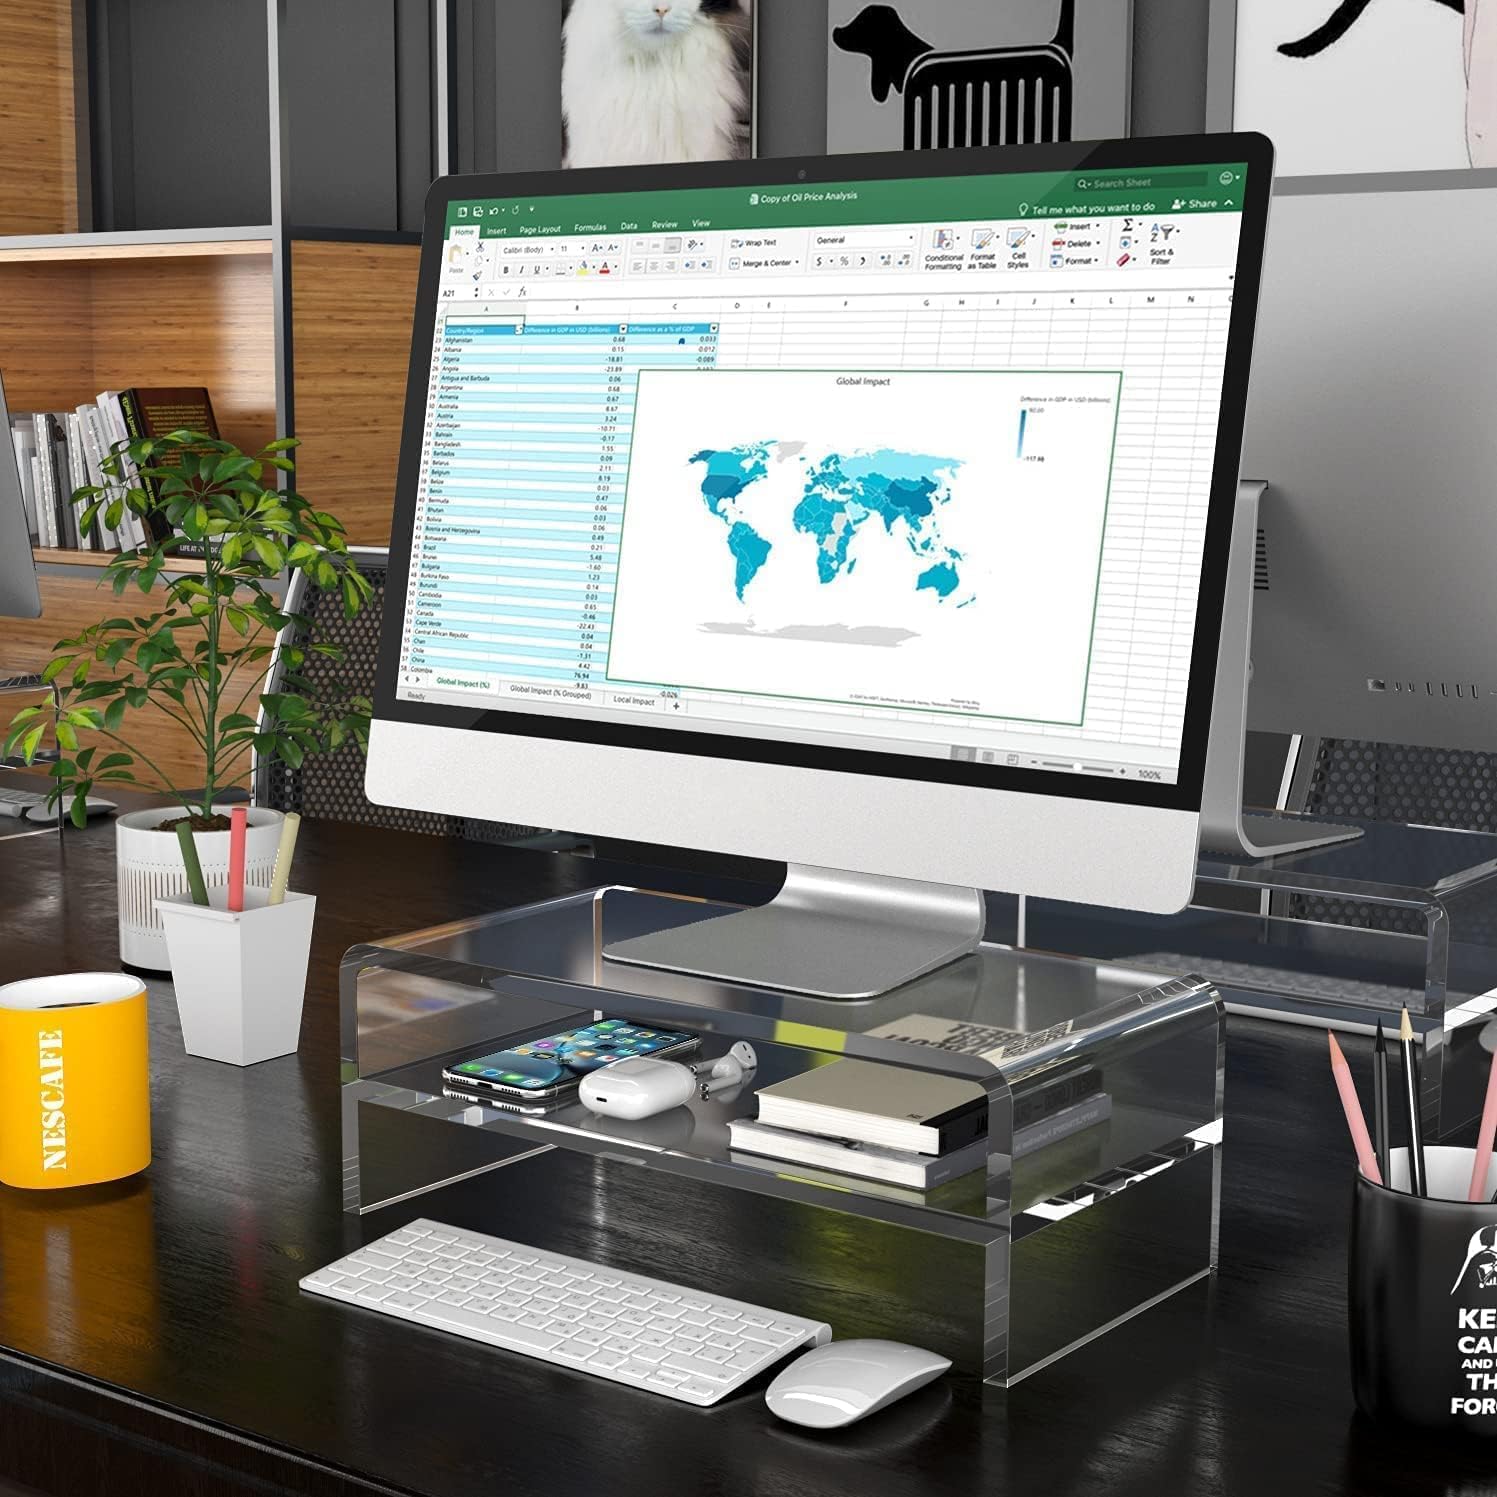 Copy of Oil Price Analysis
Search Sheet
Home Insert Page Layout Formulas Data Review View
Tell me what you want to do
Share
Paste
Calibri (Body) 11
Wrap Text
General
Merge & Center
Conditional Formatting
Format as Table
Cell Styles
Insert
Delete
Format
Sort & Filter
A21
fx
A B C D E F G H I J K L M N
Country/Region Difference in GDP in USD (billions) Difference as a % of GDP
23 Afghanistan 0.68 0.033
24 Albania 0.15 0.012
25 Algeria -18.81 -0.089
26 Angola -23.89
27 Antigua and Barbuda 0.06
28 Argentina 0.68
29 Armenia 0.67
30 Australia 8.67
31 Austria 3.24
32 Azerbaijan -10.71
33 Bahrain -0.17
34 Bangladesh 1.55
35 Barbados 0.09
36 Belarus 2.11
37 Belgium 8.19
38 Belize 0.03
39 Benin 0.47
40 Bermuda 0.06
41 Bhutan 0.03
42 Bolivia 0.06
43 Bosnia and Herzegovina 0.49
44 Botswana 0.21
45 Brazil 5.48
46 Brunei -1.60
47 Bulgaria 1.23
48 Burkina Faso 0.14
49 Burundi 0.03
50 Cambodia 0.65
51 Cameroon -0.46
52 Canada -22.43
53 Cape Verde 0.04
54 Central African Republic 0.04
55 Chad -1.31
56 Chile 4.42
57 China 76.94
58 Colombia -9.83 -0.026
Global Impact
Difference in GDP in USD (billions)
-117.98
Global Impact (%) Global Impact (% Grouped) Local Impact +
Ready
100%
NESCAFE
LIFE AT
KE
CA
AND
TH
FOR